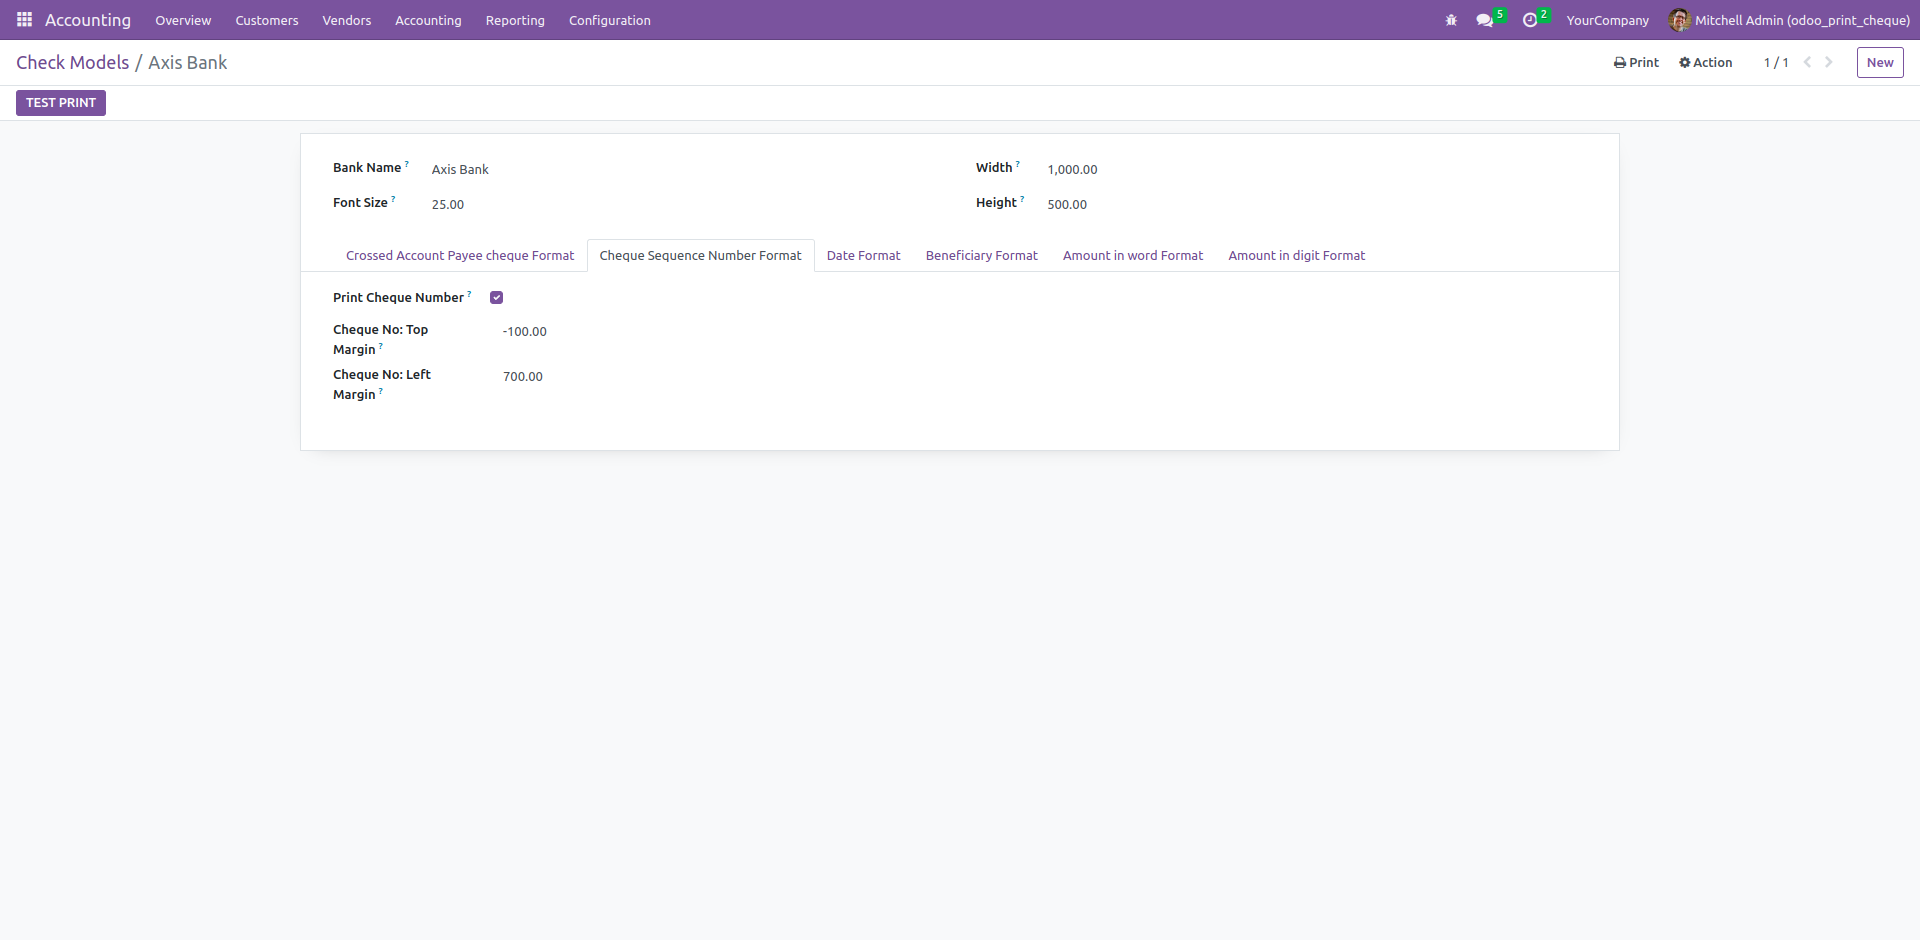 Accounting Overview Customers Vendors Accounting Reporting Configuration 5 2 YourCompany Mitchell Admin (odoo_print_cheque)
Check Models / Axis Bank Print Action 1 / 1 New
TEST PRINT
Bank Name ? Axis Bank Width ? 1,000.00
Font Size ? 25.00 Height ? 500.00
Crossed Account Payee cheque Format Cheque Sequence Number Format Date Format Beneficiary Format Amount in word Format Amount in digit Format
Print Cheque Number ?
Cheque No: Top -100.00
Margin ?
Cheque No: Left 700.00
Margin ?